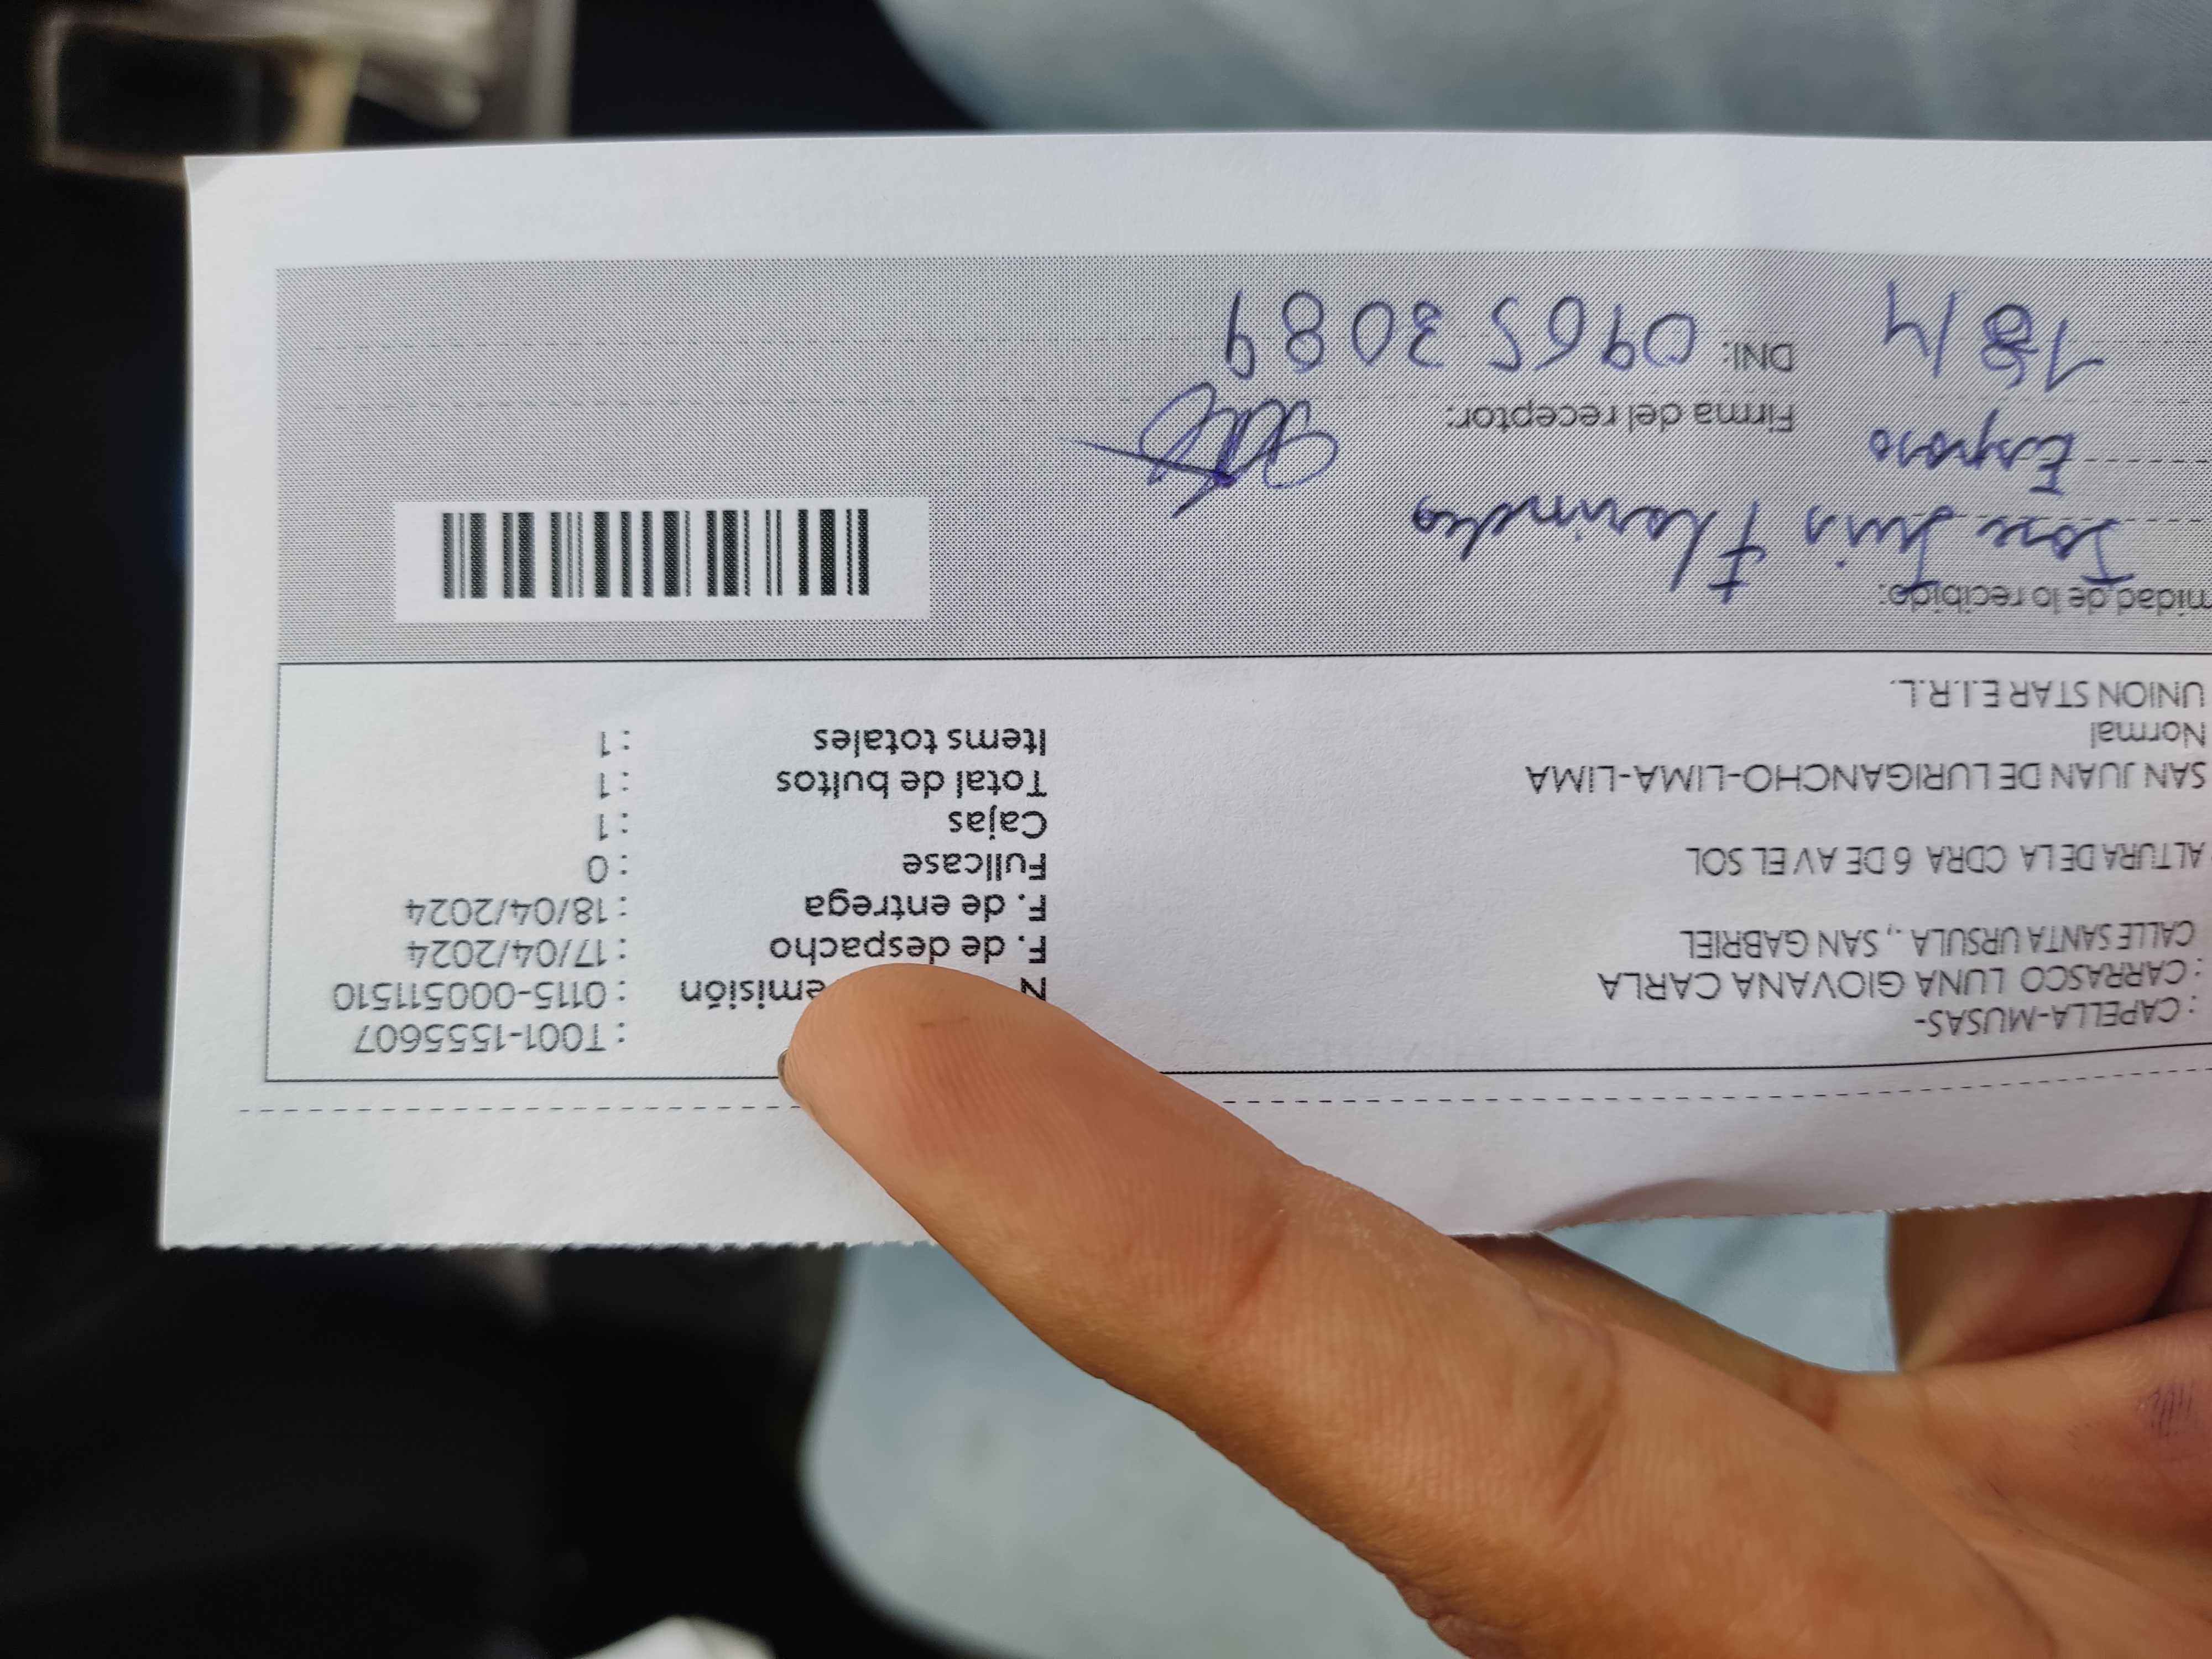 : CAPELLA-MUSAS-
: CARRASCO LUNA GIOVANA CARLA
CALLE SANTA URSULA ., SAN GABRIEL
ALTURA DE LA CDRA 6 DE AV EL SOL
SAN JUAN DE LURIGANCHO-LIMA-LIMA
Normal
UNION STAR E.I.R.L.
: T001-1555607
N emisión : 0115-000511510
F. de despacho : 17/04/2024
F. de entrega : 18/04/2024
Fullcase : 0
Cajas : 1
Total de bultos : 1
Items totales : 1
midad de lo recibido:
Jose Luis
Esposo
18/4
Firma del receptor:
DNI: 09653089